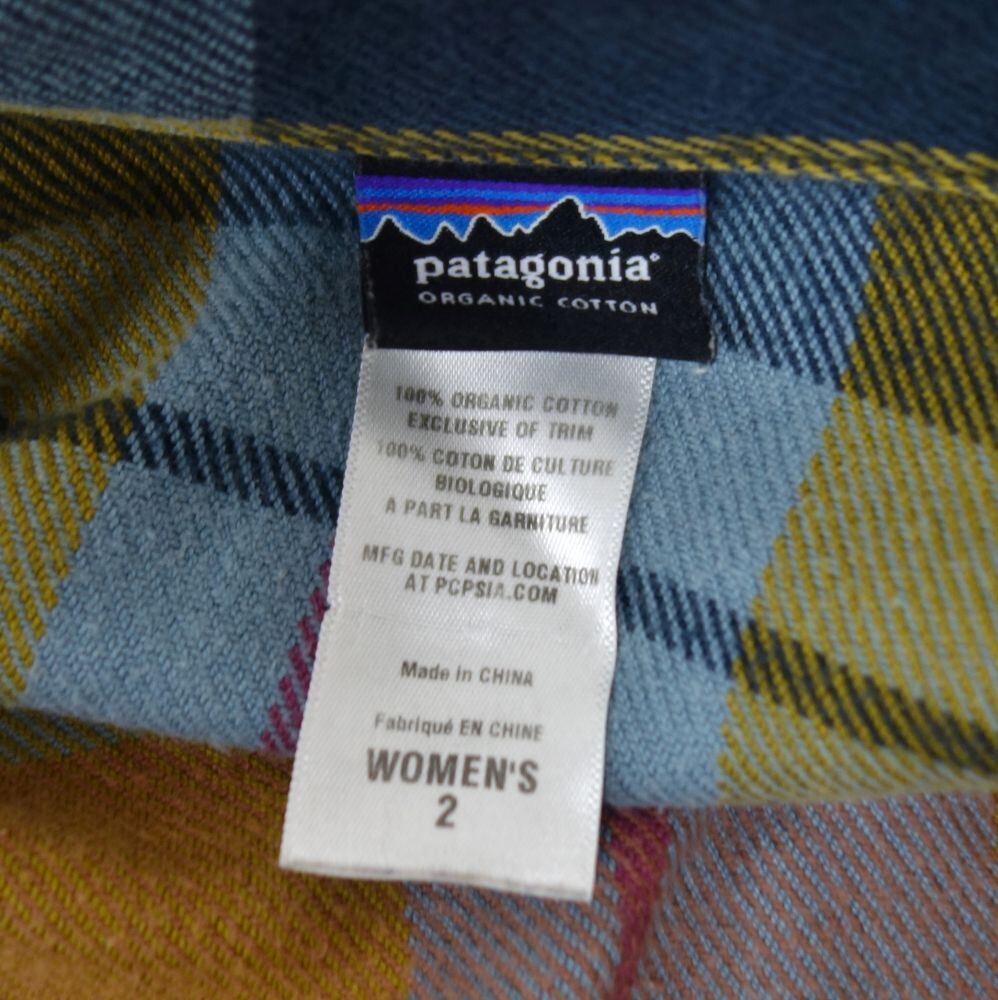 patagonia®
ORGANIC COTTON
100% ORGANIC COTTON
EXCLUSIVE OF TRIM
100% COTON DE CULTURE
BIOLOGIQUE
À PART LA GARNITURE
MFG DATE AND LOCATION
AT PCPSIA.COM
Made in CHINA
Fabriqué EN CHINE
WOMEN'S
2